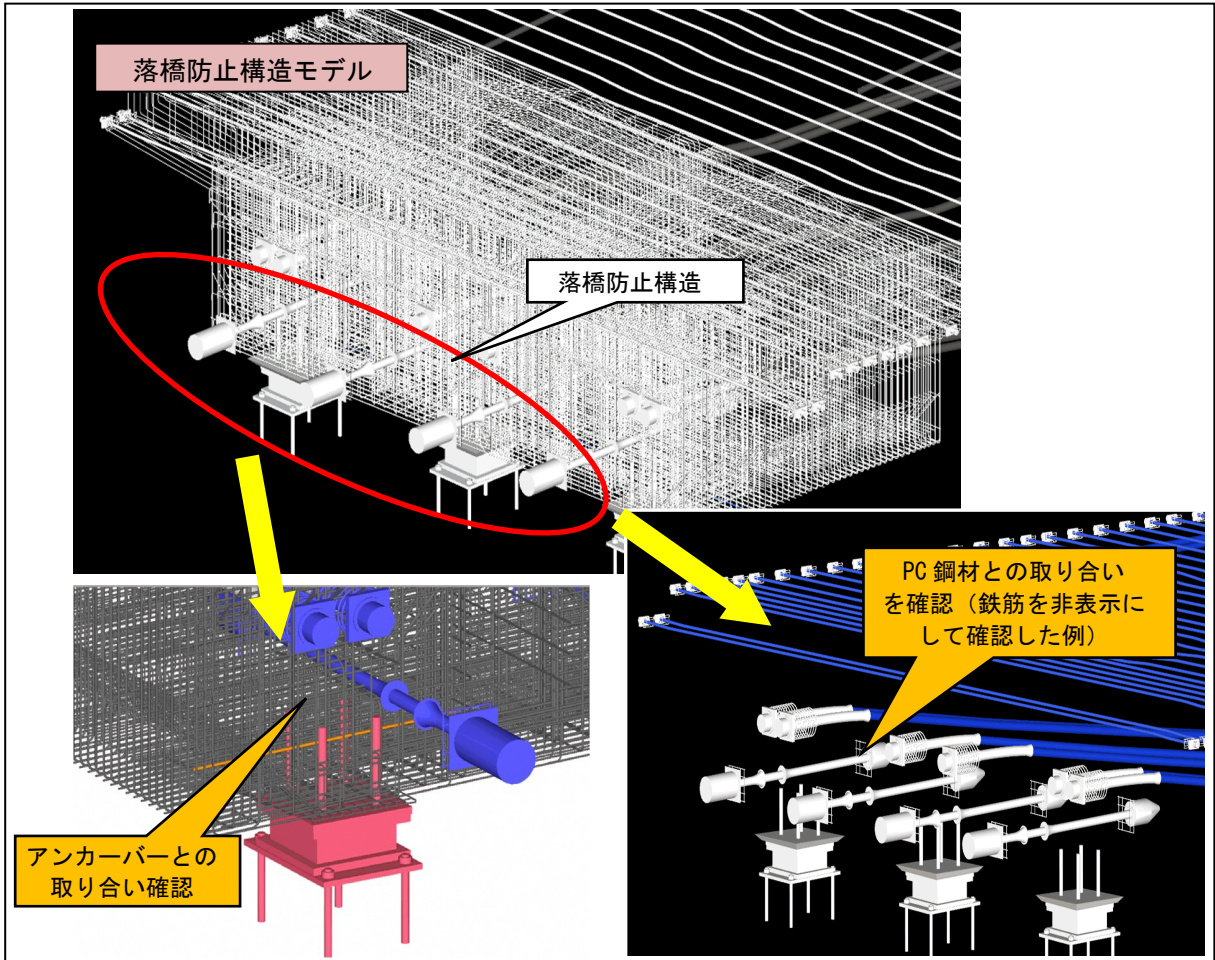 落橋防止構造モデル
落橋防止構造
PC 鋼材との取り合い
を確認（鉄筋を非表示に
して確認した例）
アンカーバーとの
取り合い確認